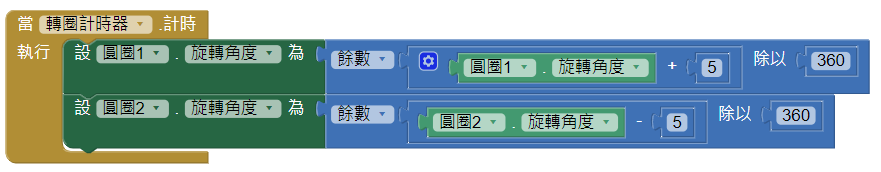 當 轉圈計時器 .計時
執行 設 圓圈1 . 旋轉角度 為 餘數 圓圈1 . 旋轉角度 + 5 除以 360
設 圓圈2 . 旋轉角度 為 餘數 圓圈2 . 旋轉角度 - 5 除以 360